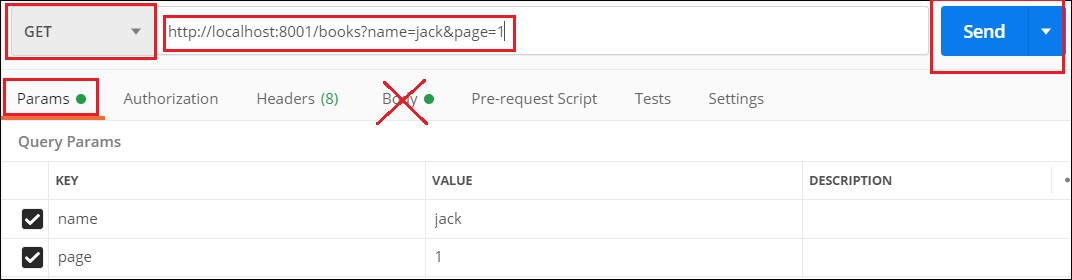 GET http://localhost:8001/books?name=jack&page=1 Send
Params Authorization Headers (8) Body Pre-request Script Tests Settings
Query Params
KEY VALUE DESCRIPTION
name jack
page 1